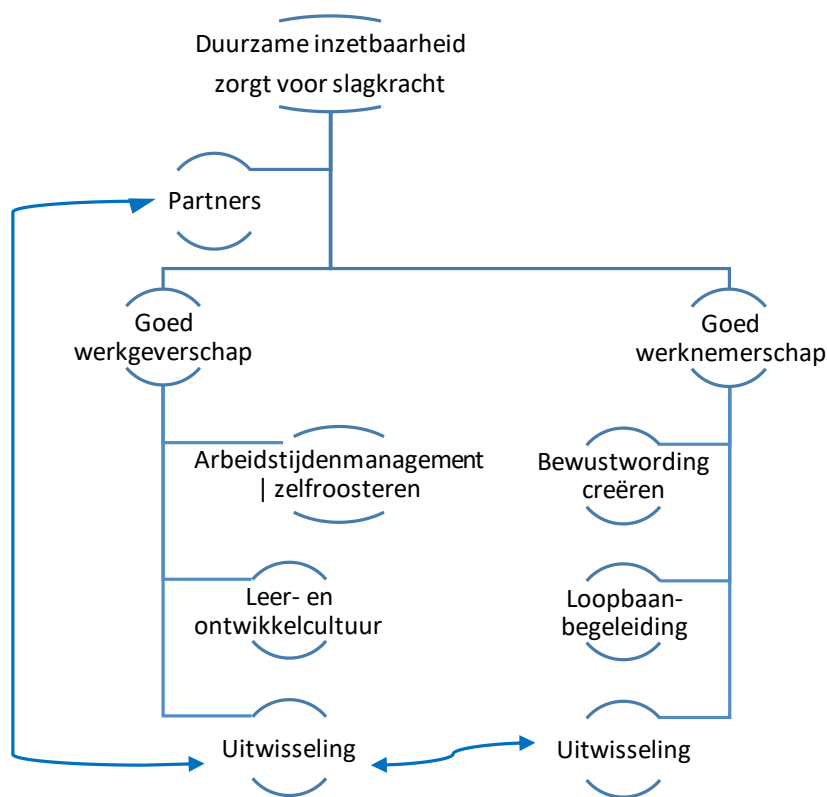 Duurzame inzetbaarheid
zorgt voor slagkracht
Partners
Goed
werkgeverschap
Goed
werknemerschap
Arbeidstijdenmanagement
| zelfroosteren
Bewustwording
creëren
Leer- en
ontwikkelcultuur
Loopbaan-
begeleiding
Uitwisseling
Uitwisseling